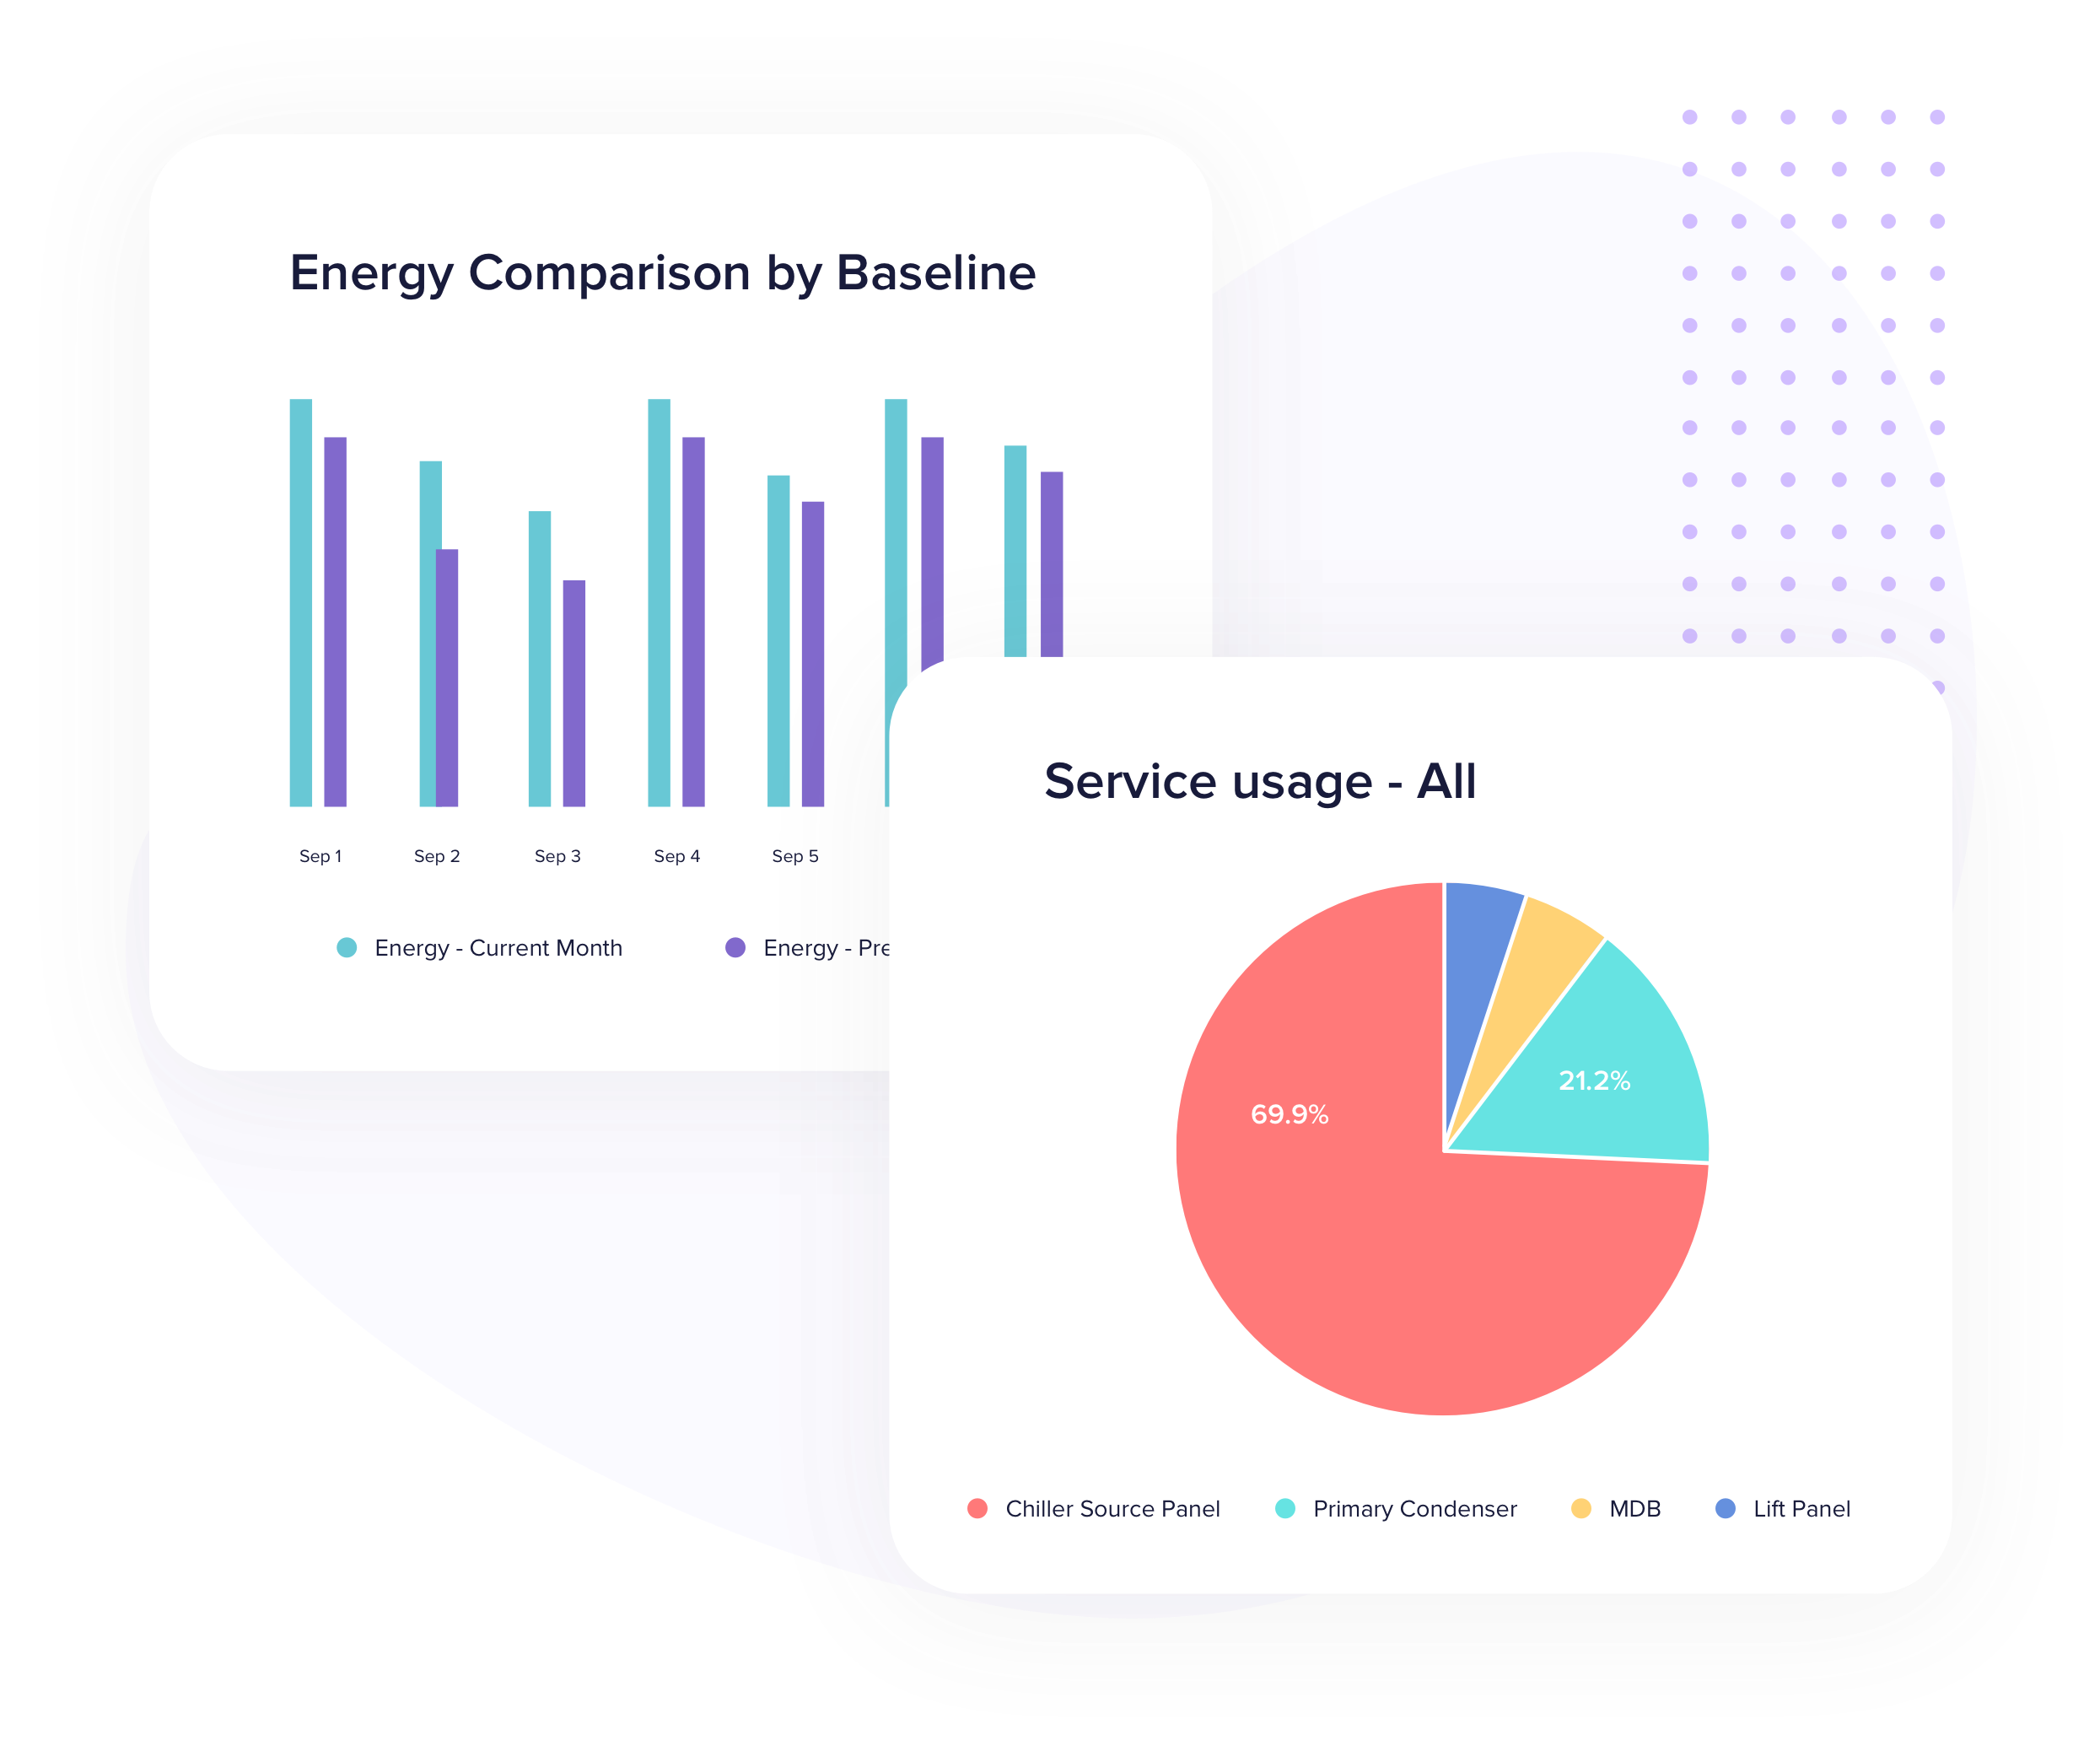 Energy Comparison by Baseline
Sep 1 Sep 2 Sep 3 Sep 4 Sep 5
Energy - Current Month Energy -
Service usage - All
69.9%
21.2%
Chiller Source Panel Primary Condenser MDB Lift Panel